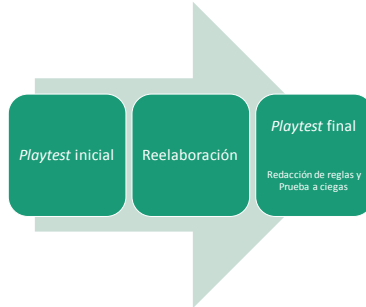 Playtest inicial
Reelaboración
Playtest final
Redacción de reglas y
Prueba a ciegas